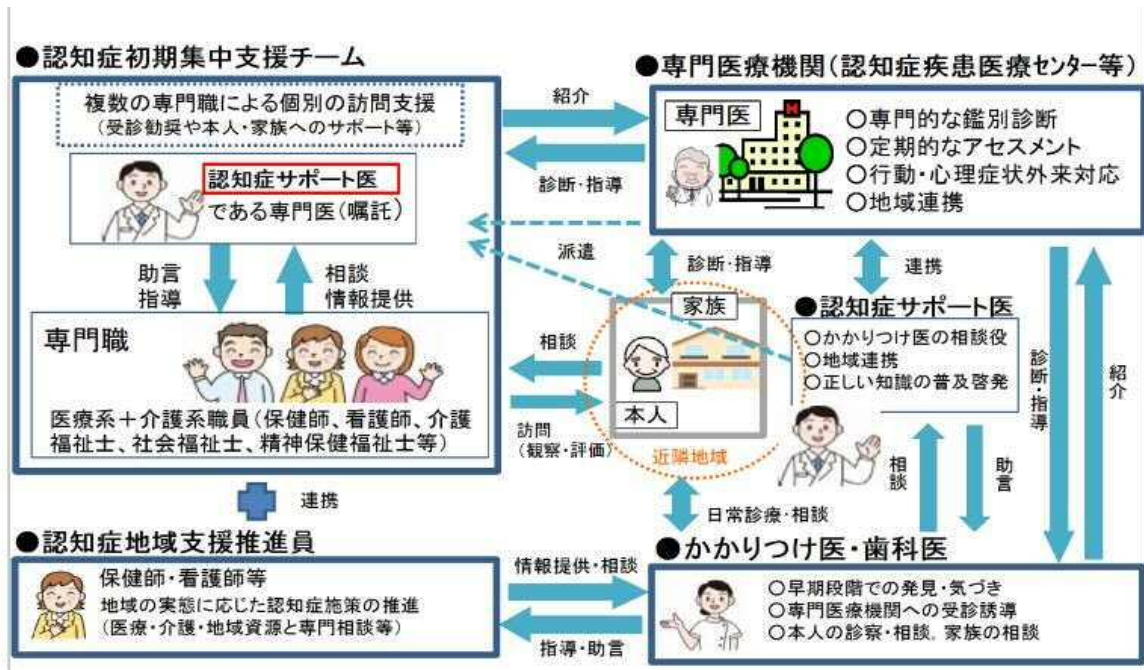 ●認知症初期集中支援チーム
複数の専門職による個別の訪問支援
(受診勧奨や本人・家族へのサポート等)
認知症サポート医
である専門医(嘱託)
助言
指導
相談
情報提供
専門職
医療系+介護系職員(保健師、看護師、介護
福祉士、社会福祉士、精神保健福祉士等)
連携
●認知症地域支援推進員
保健師・看護師等
地域の実態に応じた認知症施策の推進
(医療・介護・地域資源と専門相談等)
紹介
診断・指導
派遣
相談
訪問
(観察・評価)
情報提供・相談
指導・助言
●専門医療機関(認知症疾患医療センター等)
専門医
H
○専門的な鑑別診断
○定期的なアセスメント
○行動・心理症状外来対応
○地域連携
診断・指導
連携
家族
本人
近隣地域
日常診療・相談
●認知症サポート医
○かかりつけ医の相談役
○地域連携
○正しい知識の普及啓発
相談
助言
診断・指導
紹介
●かかりつけ医・歯科医
○早期段階での発見・気づき
○専門医療機関への受診誘導
○本人の診察・相談, 家族の相談